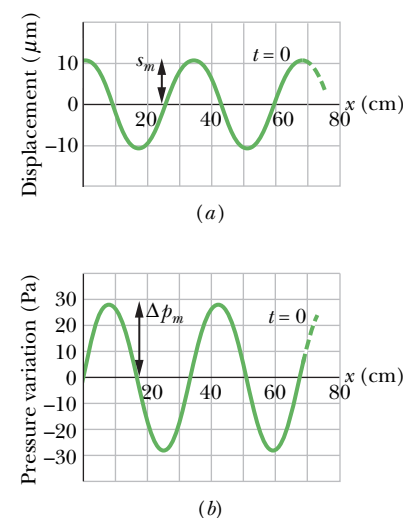 Displacement (μm)
10
0
–10
s_m
t = 0
20
40
60
80
x (cm)
(a)
Pressure variation (Pa)
30
20
10
0
–10
–20
–30
Δp_m
t = 0
20
40
60
80
x (cm)
(b)